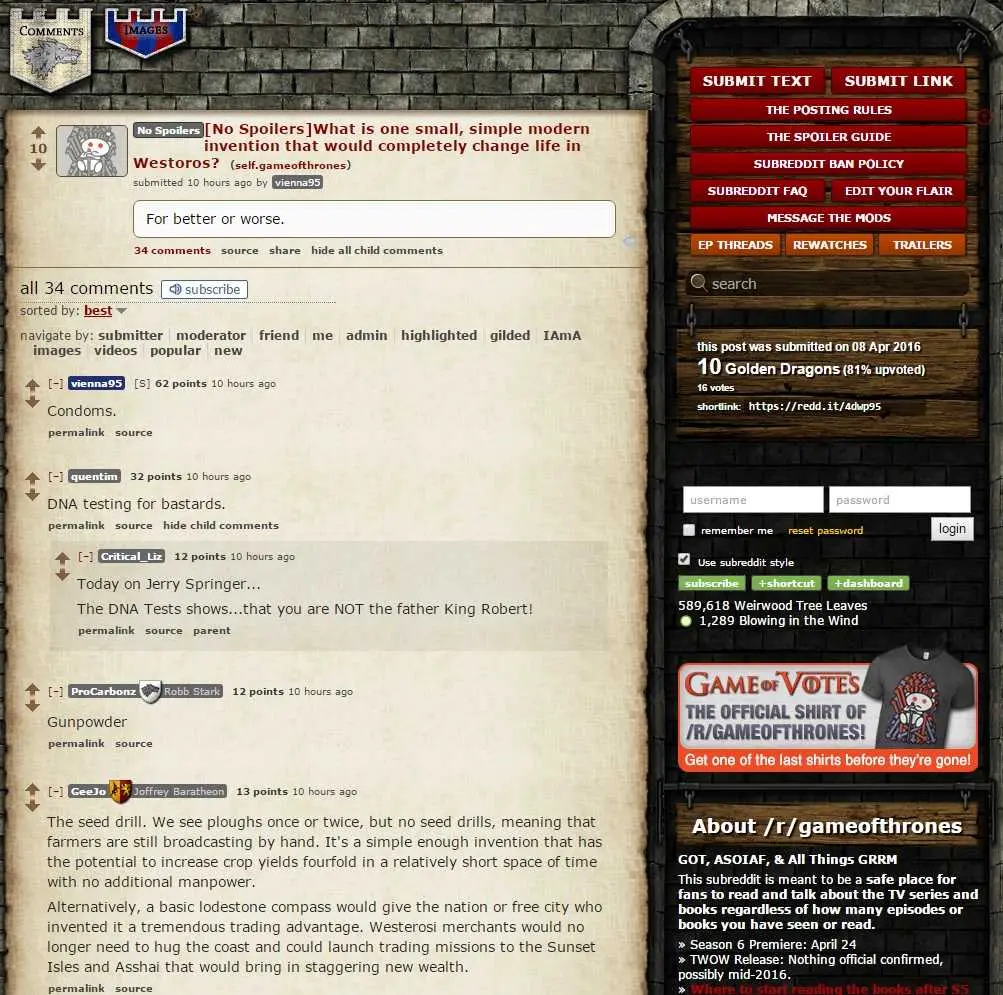 COMMENTS
IMAGES
10
No Spoilers [No Spoilers]What is one small, simple modern
invention that would completely change life in
Westoros? (self.gameofthrones)
submitted 10 hours ago by vienna95
For better or worse.
34 comments source share hide all child comments
all 34 comments subscribe
sorted by: best
navigate by: submitter moderator friend me admin highlighted gilded IAmA
images videos popular new
[–] vienna95 [S] 62 points 10 hours ago
Condoms.
permalink source
[–] quentim 32 points 10 hours ago
DNA testing for bastards.
permalink source hide child comments
[–] Critical_Liz 12 points 10 hours ago
Today on Jerry Springer...
The DNA Tests shows...that you are NOT the father King Robert!
permalink source parent
[–] ProCarbonz Robb Stark 12 points 10 hours ago
Gunpowder
permalink source
[–] GeeJo Joffrey Baratheon 13 points 10 hours ago
The seed drill. We see ploughs once or twice, but no seed drills, meaning that
farmers are still broadcasting by hand. It's a simple enough invention that has
the potential to increase crop yields fourfold in a relatively short space of time
with no additional manpower.
Alternatively, a basic lodestone compass would give the nation or free city who
invented it a tremendous trading advantage. Westerosi merchants would no
longer need to hug the coast and could launch trading missions to the Sunset
Isles and Asshai that would bring in staggering new wealth.
permalink source
SUBMIT TEXT SUBMIT LINK
THE POSTING RULES
THE SPOILER GUIDE
SUBREDDIT BAN POLICY
SUBREDDIT FAQ EDIT YOUR FLAIR
MESSAGE THE MODS
EP THREADS REWATCHES TRAILERS
search
this post was submitted on 08 Apr 2016
10 Golden Dragons (81% upvoted)
16 votes
shortlink: https://redd.it/4dwp95
username password
remember me reset password login
Use subreddit style
subscribe +shortcut +dashboard
589,618 Weirwood Tree Leaves
1,289 Blowing in the Wind
GAME OF VOTES
THE OFFICIAL SHIRT OF
/R/GAMEOFTHRONES!
Get one of the last shirts before they're gone!
About /r/gameofthrones
GOT, ASOIAF, & All Things GRRM
This subreddit is meant to be a safe place for
fans to read and talk about the TV series and
books regardless of how many episodes or
books you have seen or read.
» Season 6 Premiere: April 24
» TWOW Release: Nothing official confirmed,
possibly mid-2016.
» Where to start reading the books after S5